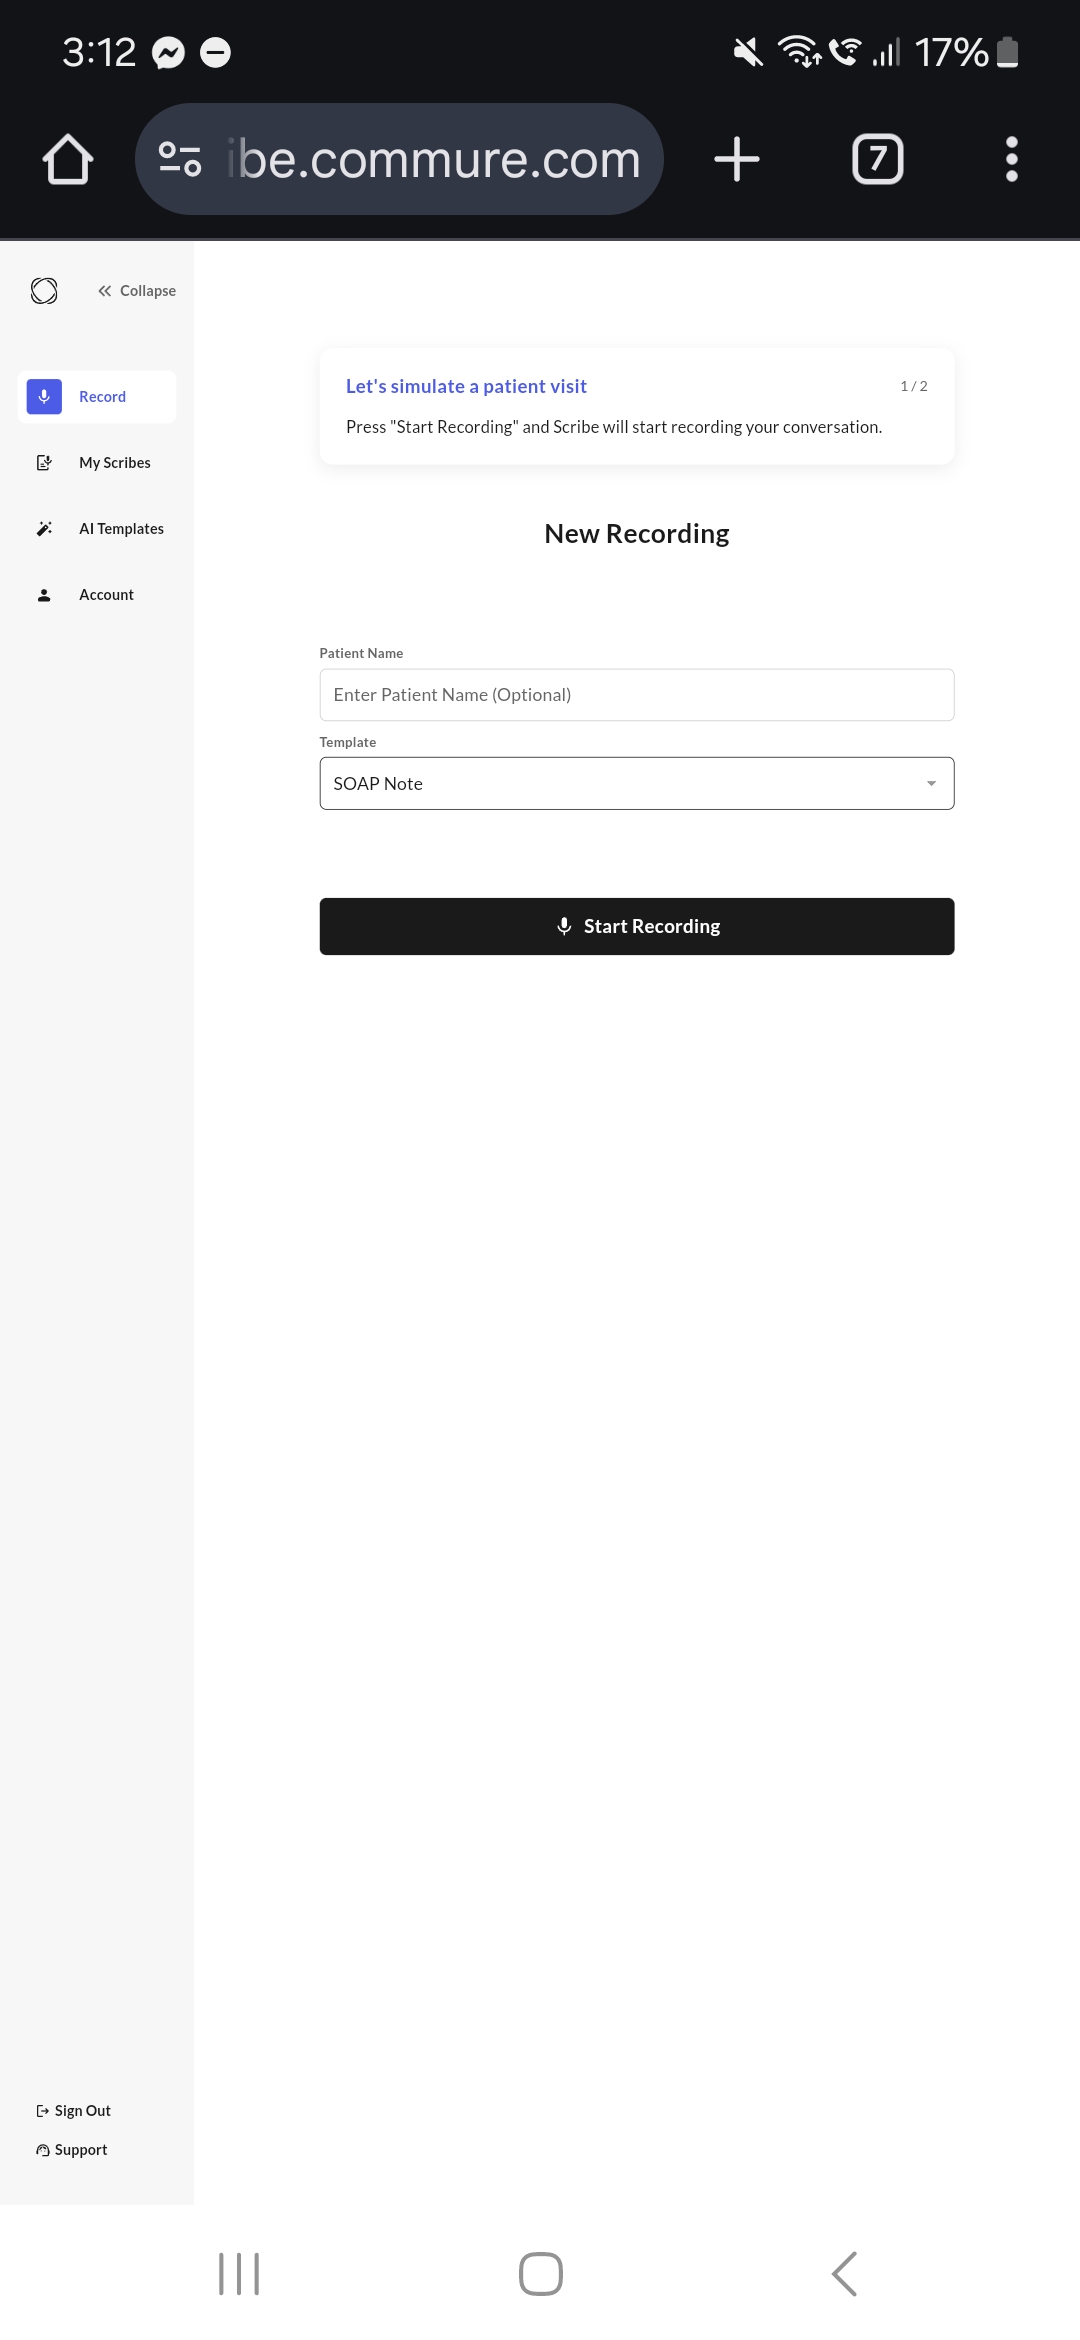 3:12
17%
ibe.commure.com
7
Collapse
Record
My Scribes
AI Templates
Account
Let's simulate a patient visit
1 / 2
Press "Start Recording" and Scribe will start recording your conversation.
New Recording
Patient Name
Enter Patient Name (Optional)
Template
SOAP Note
Start Recording
Sign Out
Support